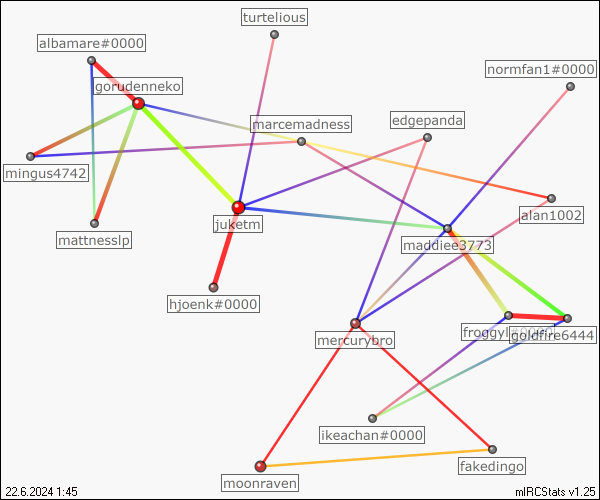 turtelious
albamare#0000
normfan1#0000
gorudenneko
edgepanda
marcemadness
mingus4742
alan1002
juketm
mattnesslp
maddiee3773
hjoenk#0000
goldfire6444
mercurybro
ikeachan#0000
fakedingo
moonraven
22.6.2024 1:45
mIRCStats v1.25